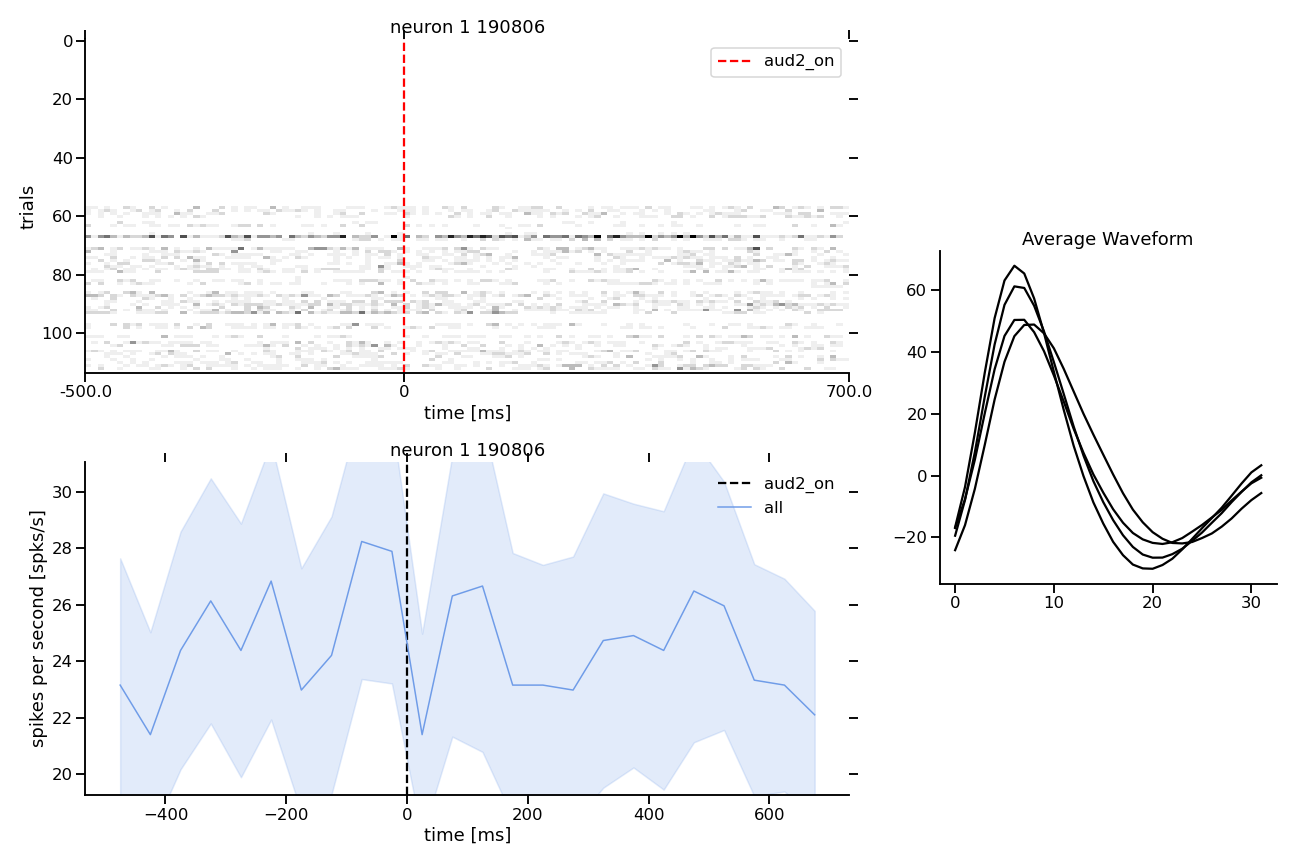 neuron 1 190806
0
20
40
60
80
100
trials
aud2_on
-500.0 0 700.0
time [ms]
neuron 1 190806
30
28
26
24
22
20
spikes per second [spks/s]
aud2_on
all
−400 −200 0 200 400 600
time [ms]
Average Waveform
60
40
20
0
−20
0 10 20 30